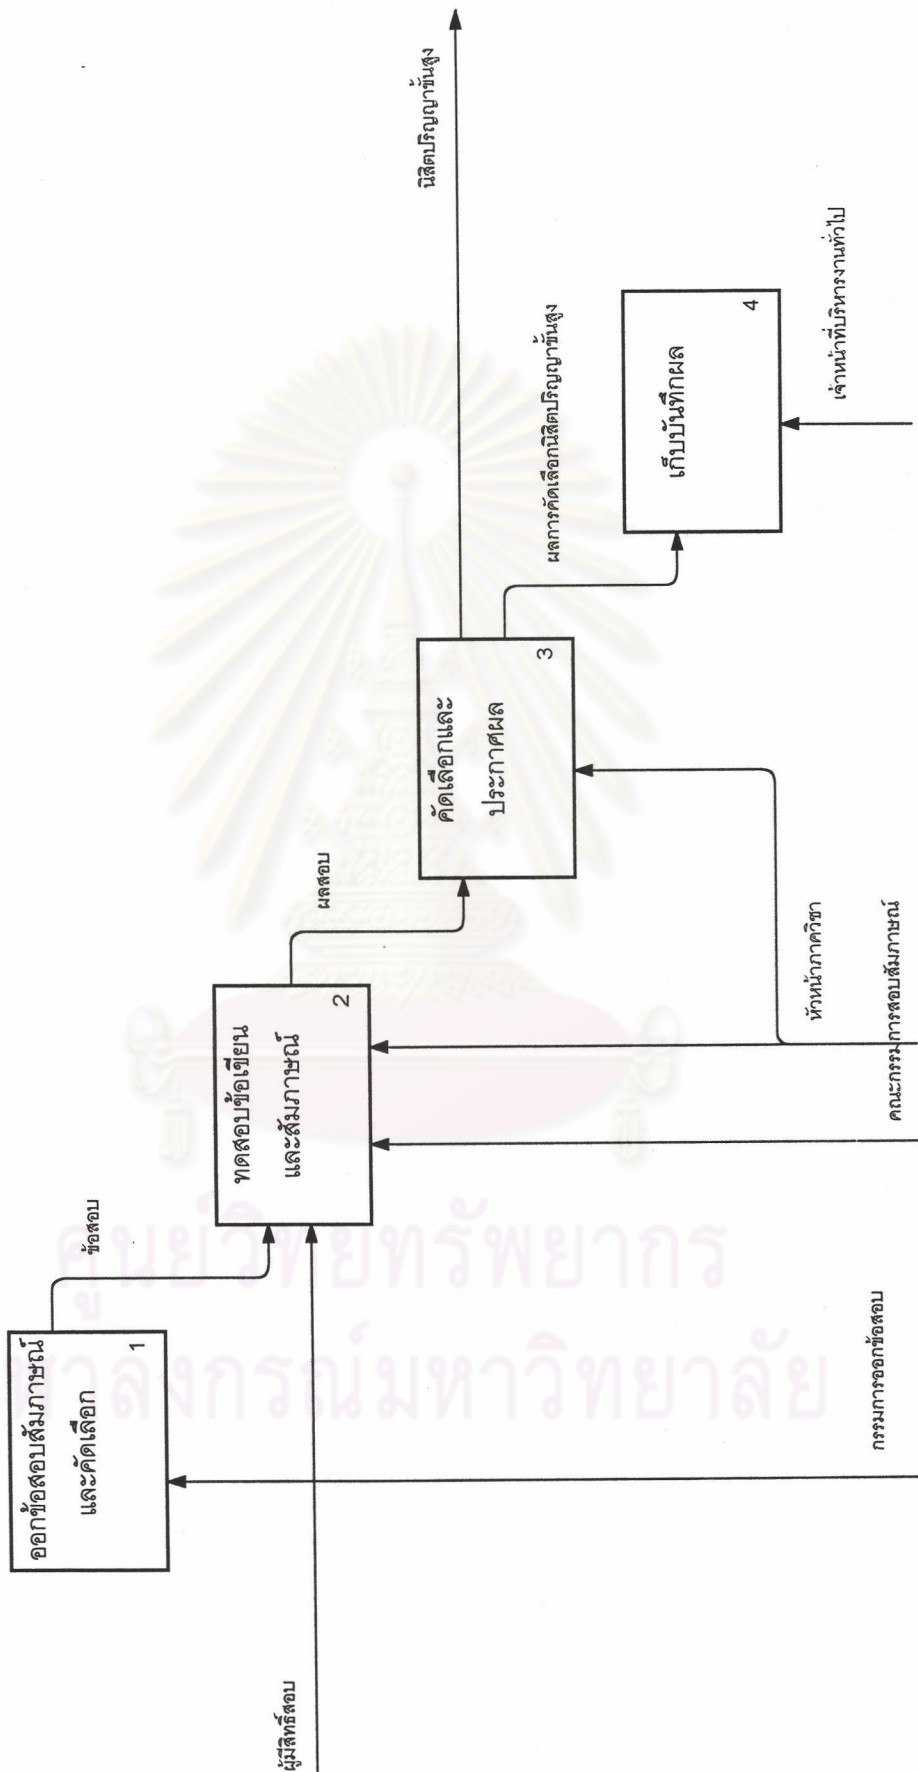 ออกข้อสอบสัมภาษณ์
และคัดเลือก
1
ข้อสอบ
ผู้มีสิทธิ์สอบ
ทดสอบข้อเขียน
และสัมภาษณ์
2
ผลสอบ
คัดเลือกและ
ประกาศผล
3
นิสิตปริญญาขั้นสูง
ผลการคัดเลือกนิสิตปริญญาขั้นสูง
เก็บบันทึกผล
4
กรรมการออกข้อสอบ
คณะกรรมการสอบสัมภาษณ์
หัวหน้าภาควิชา
เจ้าหน้าที่บริหารงานทั่วไป
ศูนย์วิทยทรัพยากร
จุฬาลงกรณ์มหาวิทยาลัย